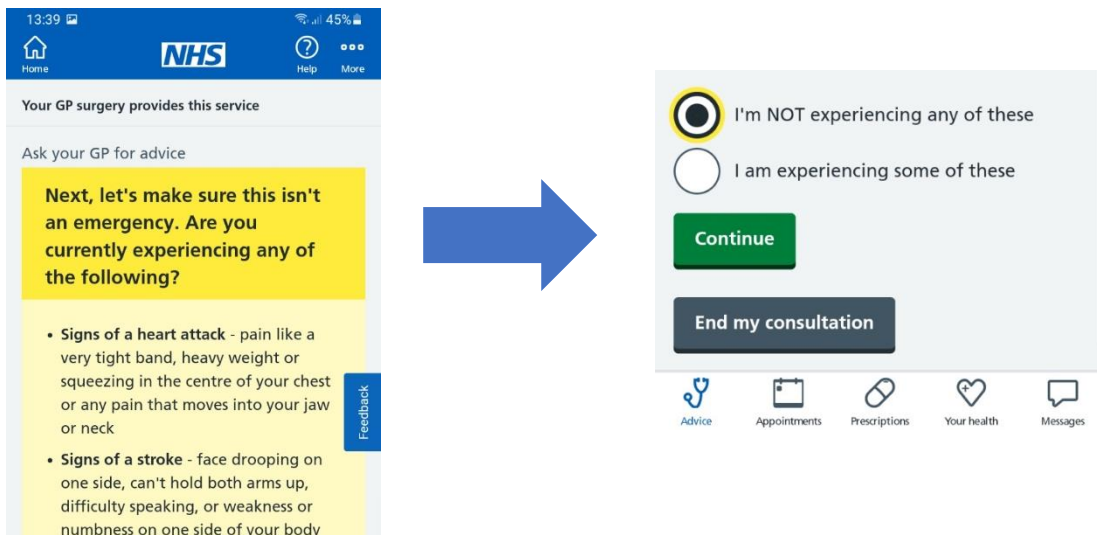 13:39 45%
Home
NHS
Help
More
Your GP surgery provides this service
Ask your GP for advice
Next, let's make sure this isn't
an emergency. Are you
currently experiencing any of
the following?
• Signs of a heart attack - pain like a
very tight band, heavy weight or
squeezing in the centre of your chest
or any pain that moves into your jaw
or neck
• Signs of a stroke - face drooping on
one side, can't hold both arms up,
difficulty speaking, or weakness or
numbness on one side of your body
Feedback
I'm NOT experiencing any of these
I am experiencing some of these
Continue
End my consultation
Advice
Appointments
Prescriptions
Your health
Messages